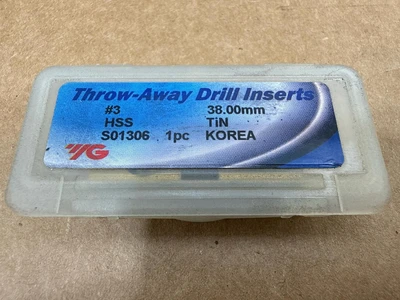 Throw-Away Drill Inserts
#3 38.00mm
HSS TiN
S01306 1pc KOREA
YG